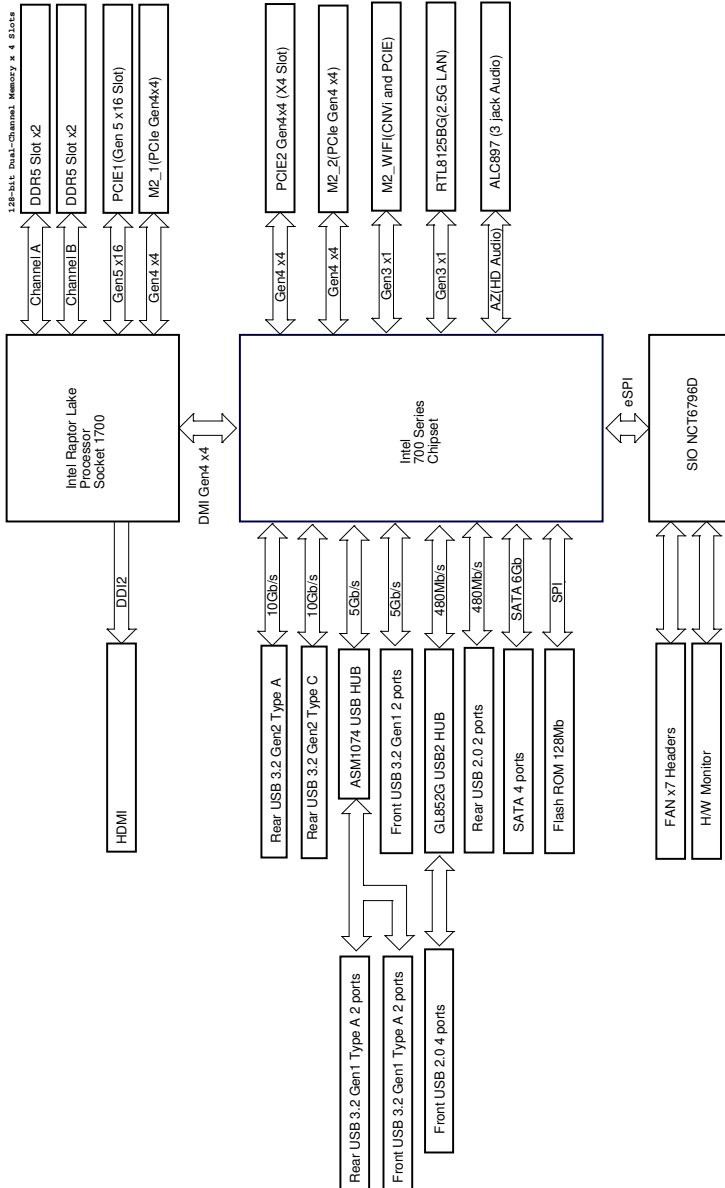 128-bit Dual-Channel Memory x 4 Slots
DDR5 Slot x2
DDR5 Slot x2
PCIE1(Gen 5 x16 Slot)
M2_1(PCIe Gen4x4)
Channel A
Channel B
Gen5 x16
Gen4 x4
Intel Raptor Lake
Processor
Socket 1700
DDI2
HDMI
DMI Gen4 x4
PCIE2 Gen4x4 (X4 Slot)
M2_2(PCIe Gen4 x4)
M2_WIFI(CNVi and PCIE)
RTL8125BG(2.5G LAN)
ALC897 (3 jack Audio)
Gen4 x4
Gen4 x4
Gen3 x1
Gen3 x1
AZ(HD Audio)
Intel
700 Series
Chipset
10Gb/s
10Gb/s
5Gb/s
5Gb/s
480Mb/s
480Mb/s
SATA 6Gb
SPI
Rear USB 3.2 Gen2 Type A
Rear USB 3.2 Gen2 Type C
ASM1074 USB HUB
Front USB 3.2 Gen1 2 ports
GL852G USB2 HUB
Rear USB 2.0 2 ports
SATA 4 ports
Flash ROM 128Mb
Rear USB 3.2 Gen1 Type A 2 ports
Front USB 3.2 Gen1 Type A 2 ports
Front USB 2.0 4 ports
eSPI
SIO NCT6796D
FAN x7 Headers
H/W Monitor